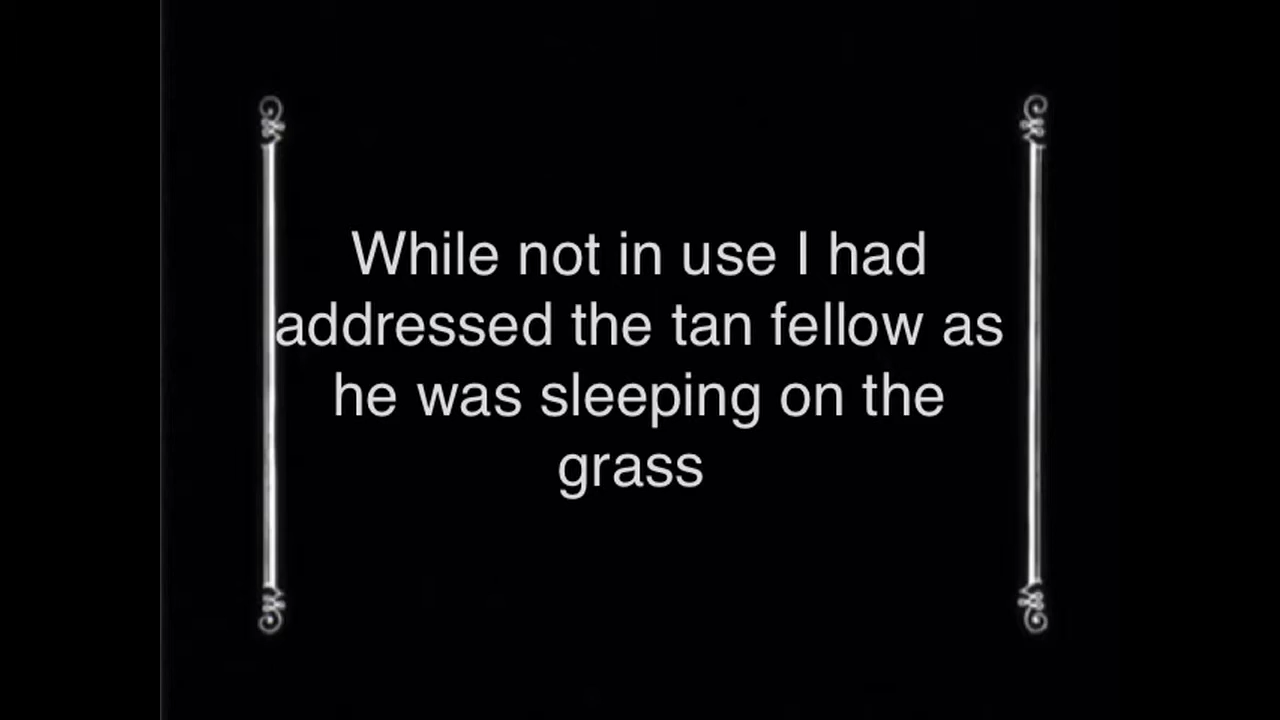 While not in use I had
addressed the tan fellow as
he was sleeping on the
grass